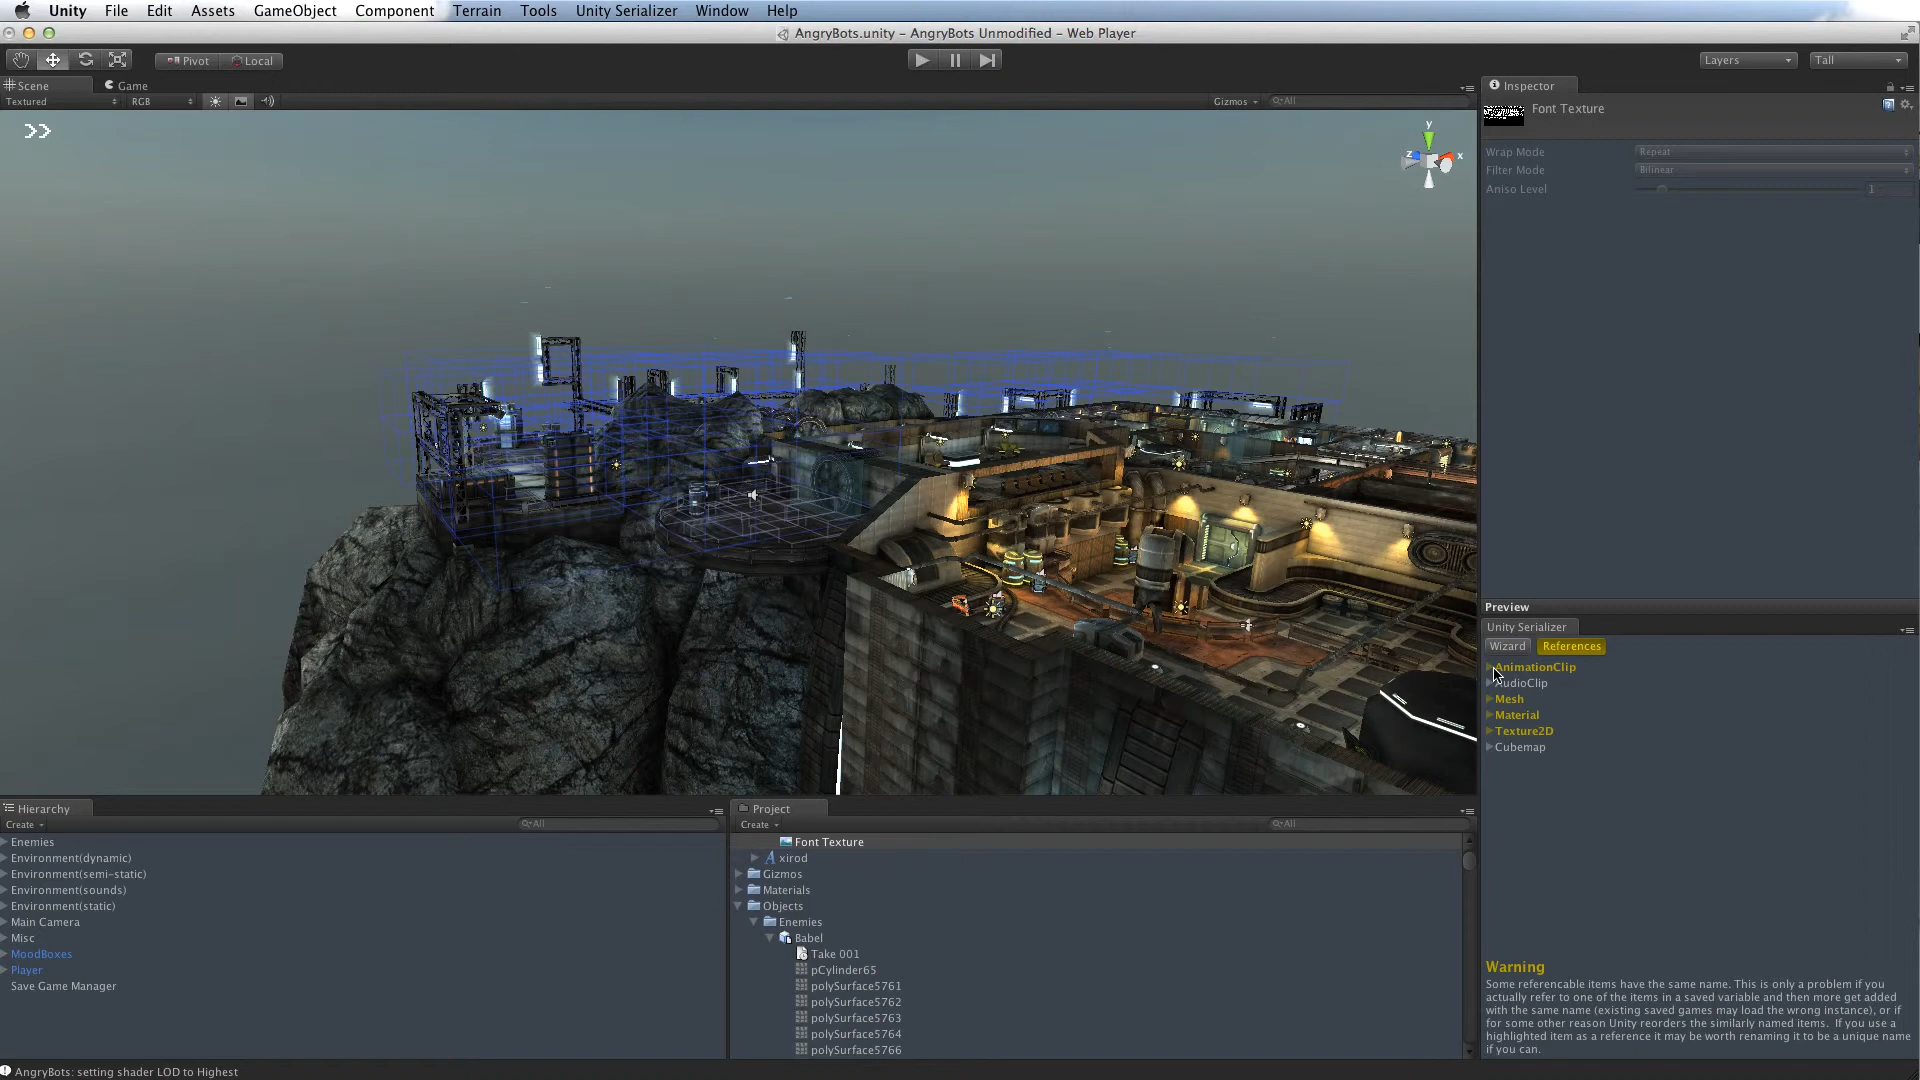 Unity File Edit Assets GameObject Component Terrain Tools Unity Serializer Window Help
AngryBots.unity – AngryBots Unmodified – Web Player
Pivot Local Layers Tall
Scene Game
Textured RGB Gizmos All
>>
y
z x
Inspector
Font Texture
Wrap Mode Repeat
Filter Mode Bilinear
Aniso Level 1
Preview
Unity Serializer
Wizard References
AnimationClip
AudioClip
Mesh
Material
Texture2D
Cubemap
Warning
Some referencable items have the same name. This is only a problem if you
actually refer to one of the items in a saved variable and then more get added
with the same name (existing saved games may load the wrong instance), or if
for some other reason Unity reorders the similarly named items. If you use a
highlighted item as a reference it may be worth renaming it to be a unique name
if you can.
Hierarchy
Create All
Enemies
Environment(dynamic)
Environment(semi-static)
Environment(sounds)
Environment(static)
Main Camera
Misc
MoodBoxes
Player
Save Game Manager
Project
Create All
Font Texture
xirod
Gizmos
Materials
Objects
Enemies
Babel
Take 001
pCylinder65
polySurface5761
polySurface5762
polySurface5763
polySurface5764
polySurface5766
AngryBots: setting shader LOD to Highest